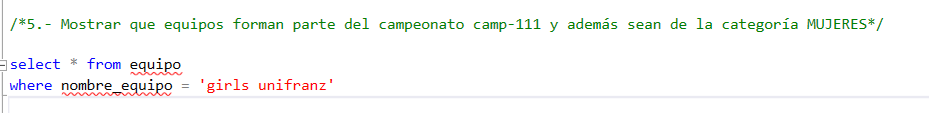 /*5.- Mostrar que equipos forman parte del campeonato camp-111 y además sean de la categoría MUJERES*/
select * from equipo
where nombre_equipo = 'girls unifranz'